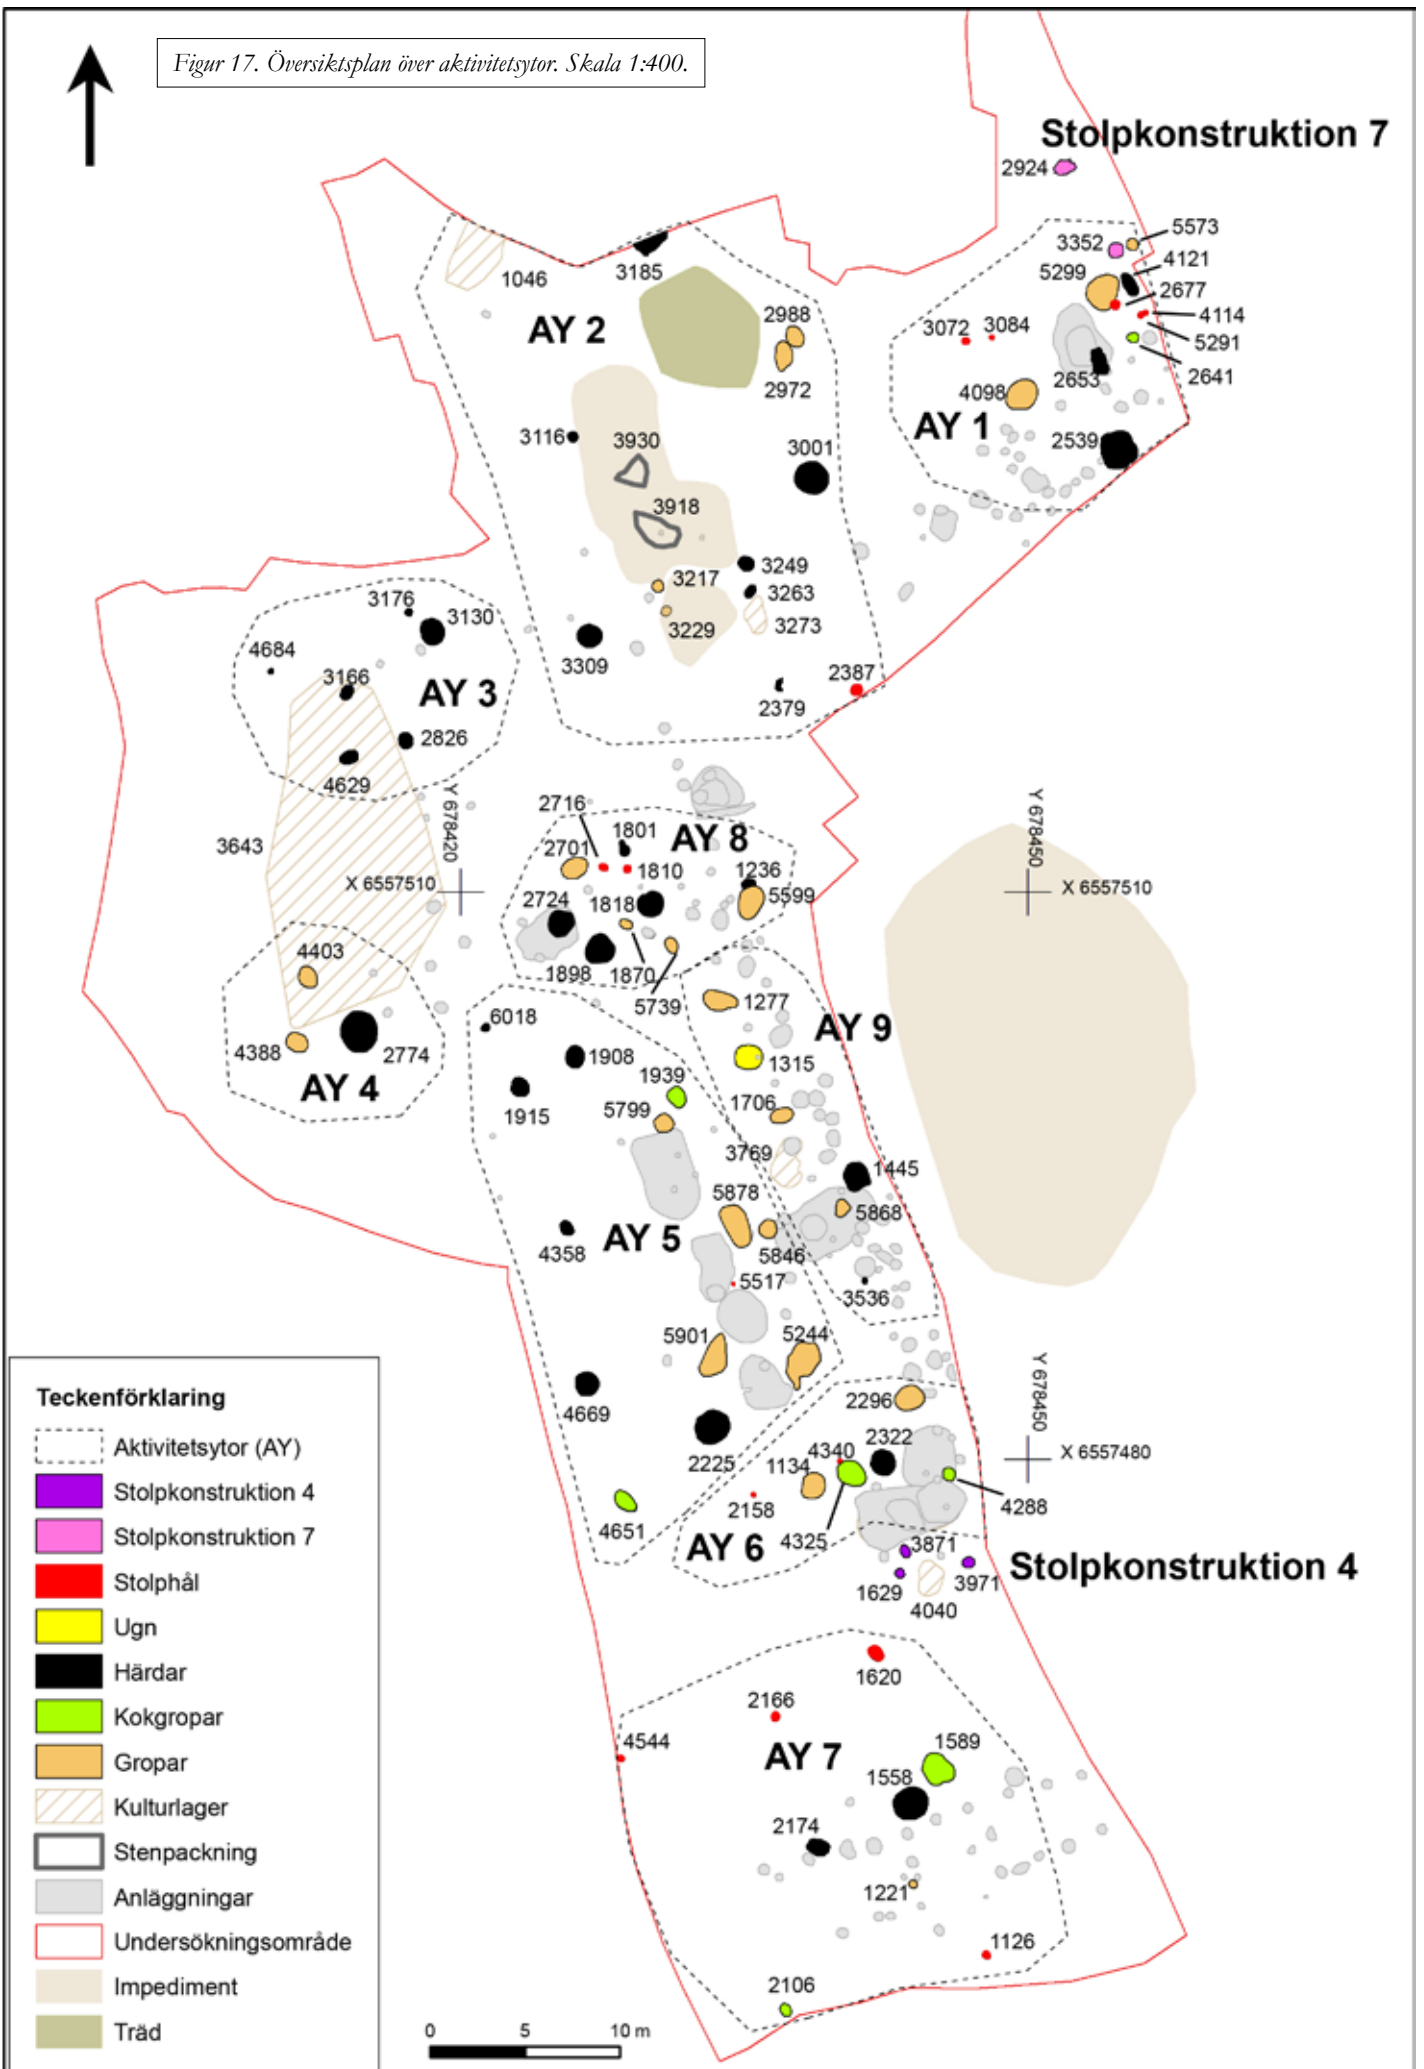 Figur 17. Översiktsplan över aktivitetsytor. Skala 1:400.
Stolpkonstruktion 7
2924
5573
3352
4121
5299
2677
4114
3072
3084
5291
2653
2641
4098
AY 1
2539
1046
3185
AY 2
2988
2972
3116
3930
3001
3918
3249
3217
3263
3229
3273
3309
2387
2379
3176
3130
4684
3166
AY 3
2826
4629
3643
Y 678420
X 6557510
Y 678450
X 6557510
2716
1801
AY 8
2701
1810
1236
2724
1818
5599
1898
1870
5739
4403
4388
2774
AY 4
6018
1277
AY 9
1908
1315
1939
1915
5799
1706
3769
1445
5878
5868
4358
AY 5
5846
5517
3536
5901
5244
4669
2296
2225
4340
2322
1134
Y 678450
X 6557480
2158
4288
4651
4325
AY 6
3871
1629
3971
4040
Stolpkonstruktion 4
1620
2166
4544
AY 7
1589
1558
2174
1221
1126
2106
Teckenförklaring
Aktivitetsytor (AY)
Stolpkonstruktion 4
Stolpkonstruktion 7
Stolphål
Ugn
Härdar
Kokgropar
Gropar
Kulturlager
Stenpackning
Anläggningar
Undersökningsområde
Impediment
Träd
0 5 10 m